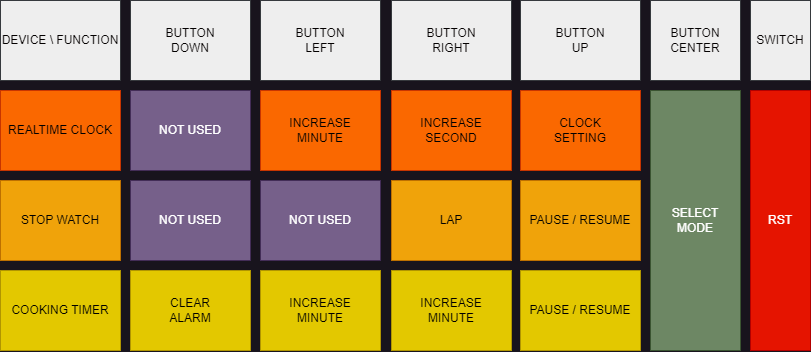 DEVICE \ FUNCTION
BUTTON
DOWN
BUTTON
LEFT
BUTTON
RIGHT
BUTTON
UP
BUTTON
CENTER
SWITCH
REALTIME CLOCK
NOT USED
INCREASE
MINUTE
INCREASE
SECOND
CLOCK
SETTING
STOP WATCH
NOT USED
NOT USED
LAP
PAUSE / RESUME
SELECT
MODE
RST
COOKING TIMER
CLEAR
ALARM
INCREASE
MINUTE
INCREASE
MINUTE
PAUSE / RESUME